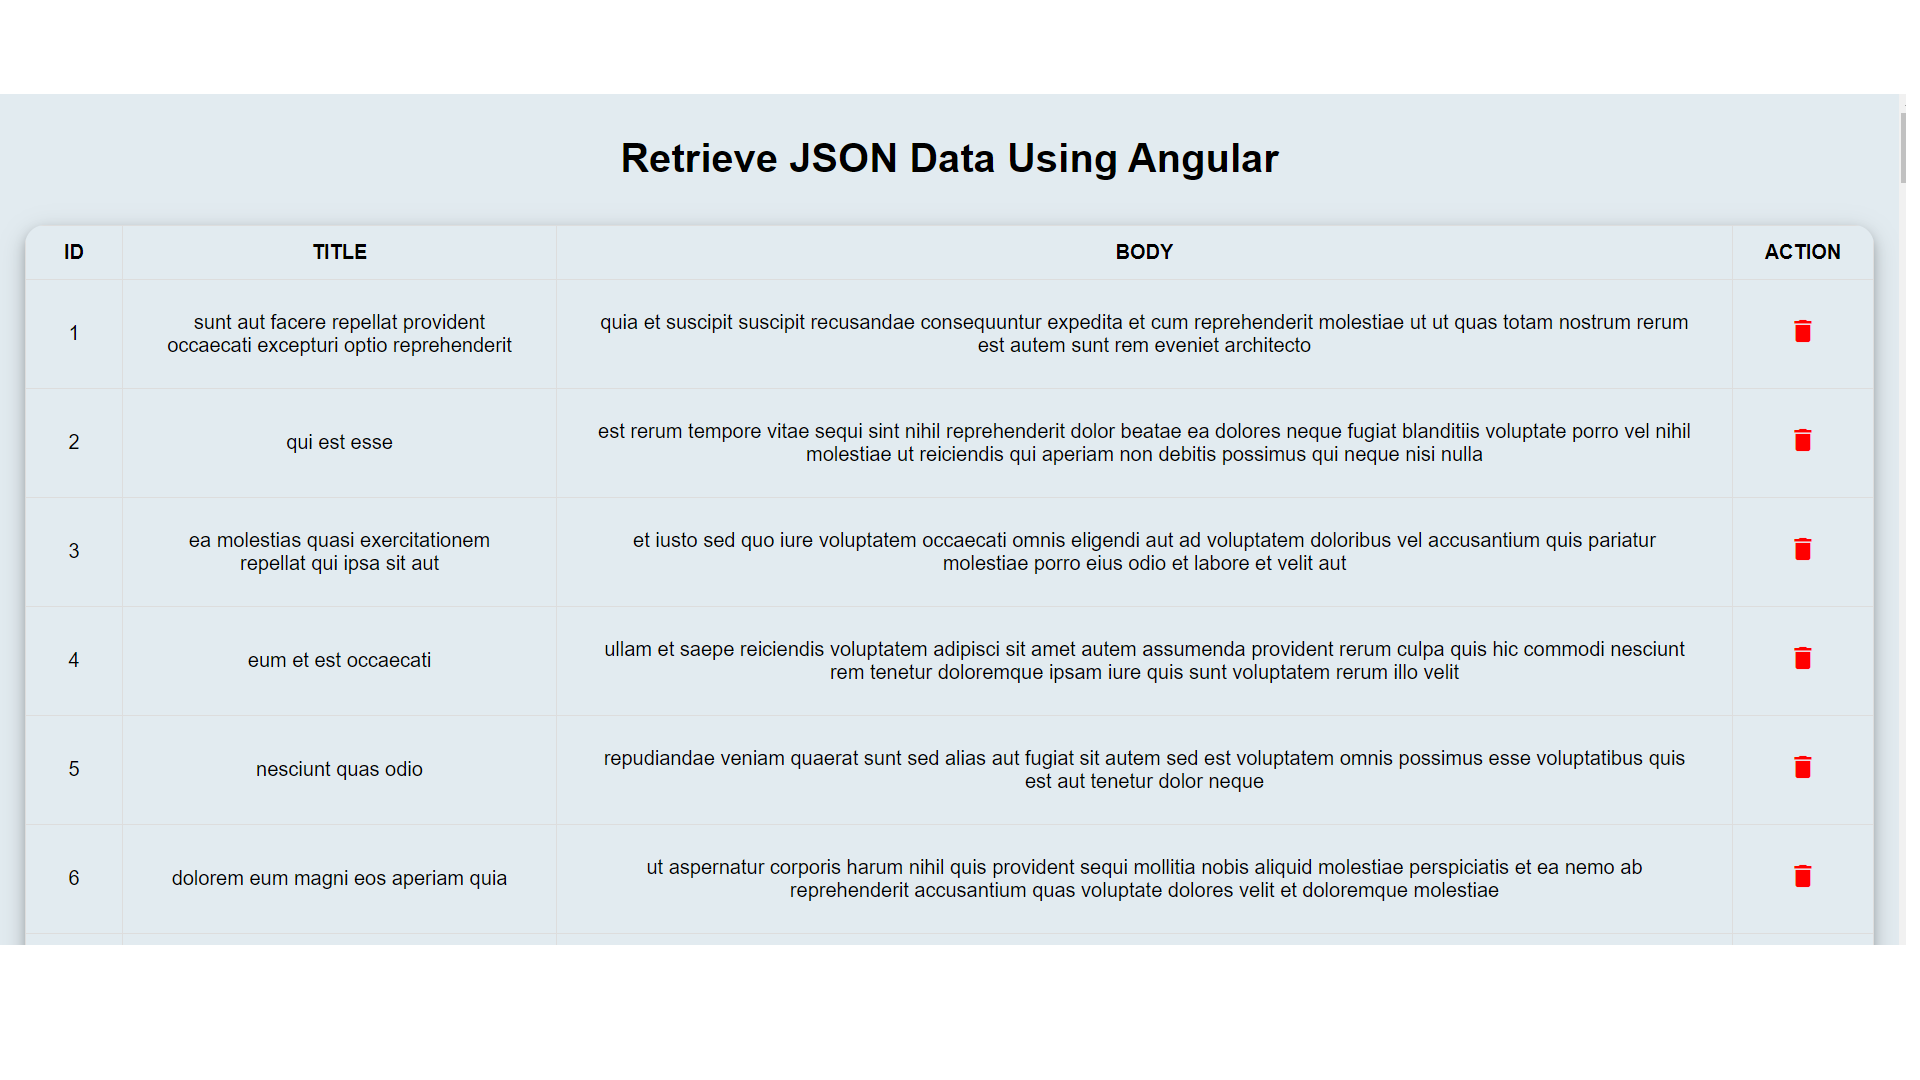 Retrieve JSON Data Using Angular
ID TITLE BODY ACTION
1
sunt aut facere repellat provident
occaecati excepturi optio reprehenderit
quia et suscipit suscipit recusandae consequuntur expedita et cum reprehenderit molestiae ut ut quas totam nostrum rerum
est autem sunt rem eveniet architecto
2
qui est esse
est rerum tempore vitae sequi sint nihil reprehenderit dolor beatae ea dolores neque fugiat blanditiis voluptate porro vel nihil
molestiae ut reiciendis qui aperiam non debitis possimus qui neque nisi nulla
3
ea molestias quasi exercitationem
repellat qui ipsa sit aut
et iusto sed quo iure voluptatem occaecati omnis eligendi aut ad voluptatem doloribus vel accusantium quis pariatur
molestiae porro eius odio et labore et velit aut
4
eum et est occaecati
ullam et saepe reiciendis voluptatem adipisci sit amet autem assumenda provident rerum culpa quis hic commodi nesciunt
rem tenetur doloremque ipsam iure quis sunt voluptatem rerum illo velit
5
nesciunt quas odio
repudiandae veniam quaerat sunt sed alias aut fugiat sit autem sed est voluptatem omnis possimus esse voluptatibus quis
est aut tenetur dolor neque
6
dolorem eum magni eos aperiam quia
ut aspernatur corporis harum nihil quis provident sequi mollitia nobis aliquid molestiae perspiciatis et ea nemo ab
reprehenderit accusantium quas voluptate dolores velit et doloremque molestiae